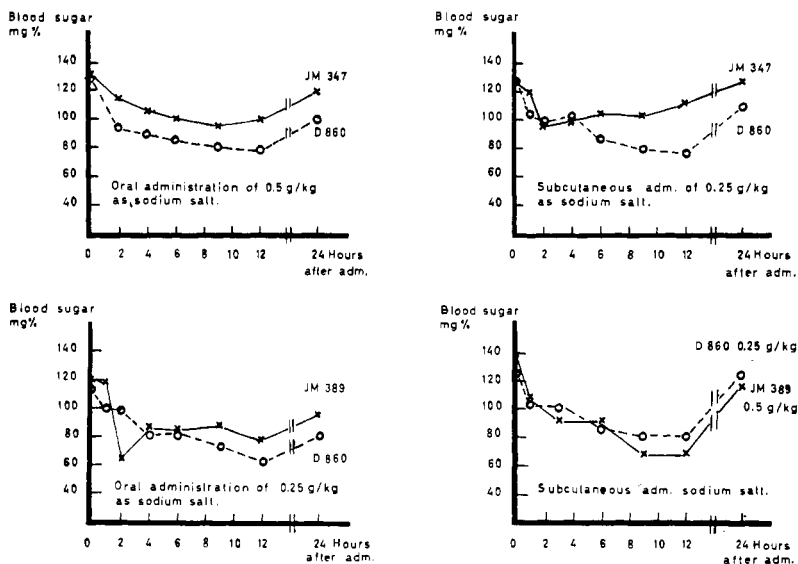 Blood sugar
mg%
140
120
100
80
60
40
JM 347
D 860
Oral administration of 0.5 g/kg
as sodium salt.
0 2 4 6 8 10 12 24 Hours
after adm.
Blood sugar
mg%
140
120
100
80
60
40
JM 347
D 860
Subcutaneous adm. of 0.25 g/kg
as sodium salt.
0 2 4 6 8 10 12 24 Hours
after adm.
Blood sugar
mg%
140
120
100
80
60
40
JM 389
D 860
Oral administration of 0.25 g/kg
as sodium salt.
0 2 4 6 8 10 12 24 Hours
after adm.
Blood sugar
mg%
140
120
100
80
60
40
D 860 0.25 g/kg
JM 389
0.5 g/kg
Subcutaneous adm. sodium salt.
0 2 4 6 8 10 12 24 Hours
after adm.